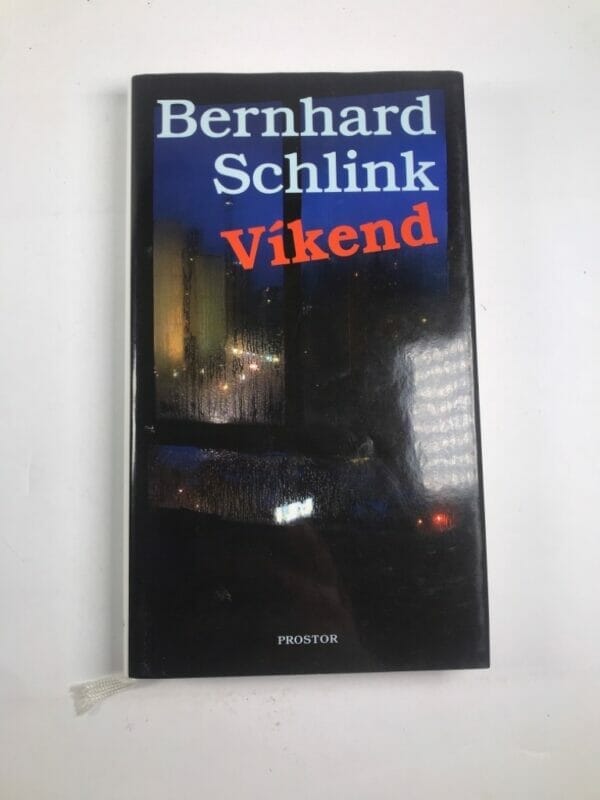 Bernhard
Schlink
Víkend
PROSTOR